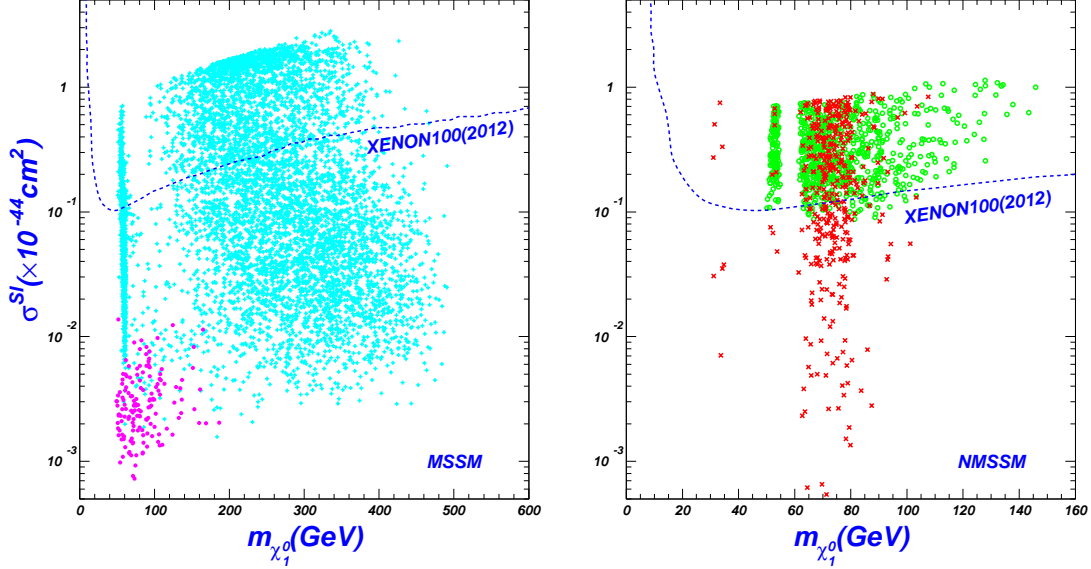 σ^SI(×10^-44cm^2)
1
10^-1
10^-2
10^-3
XENON100(2012)
MSSM
0 100 200 300 400 500 600
m_χ_1^0(GeV)
1
10^-1
10^-2
10^-3
XENON100(2012)
NMSSM
0 20 40 60 80 100 120 140 160
m_χ_1^0(GeV)